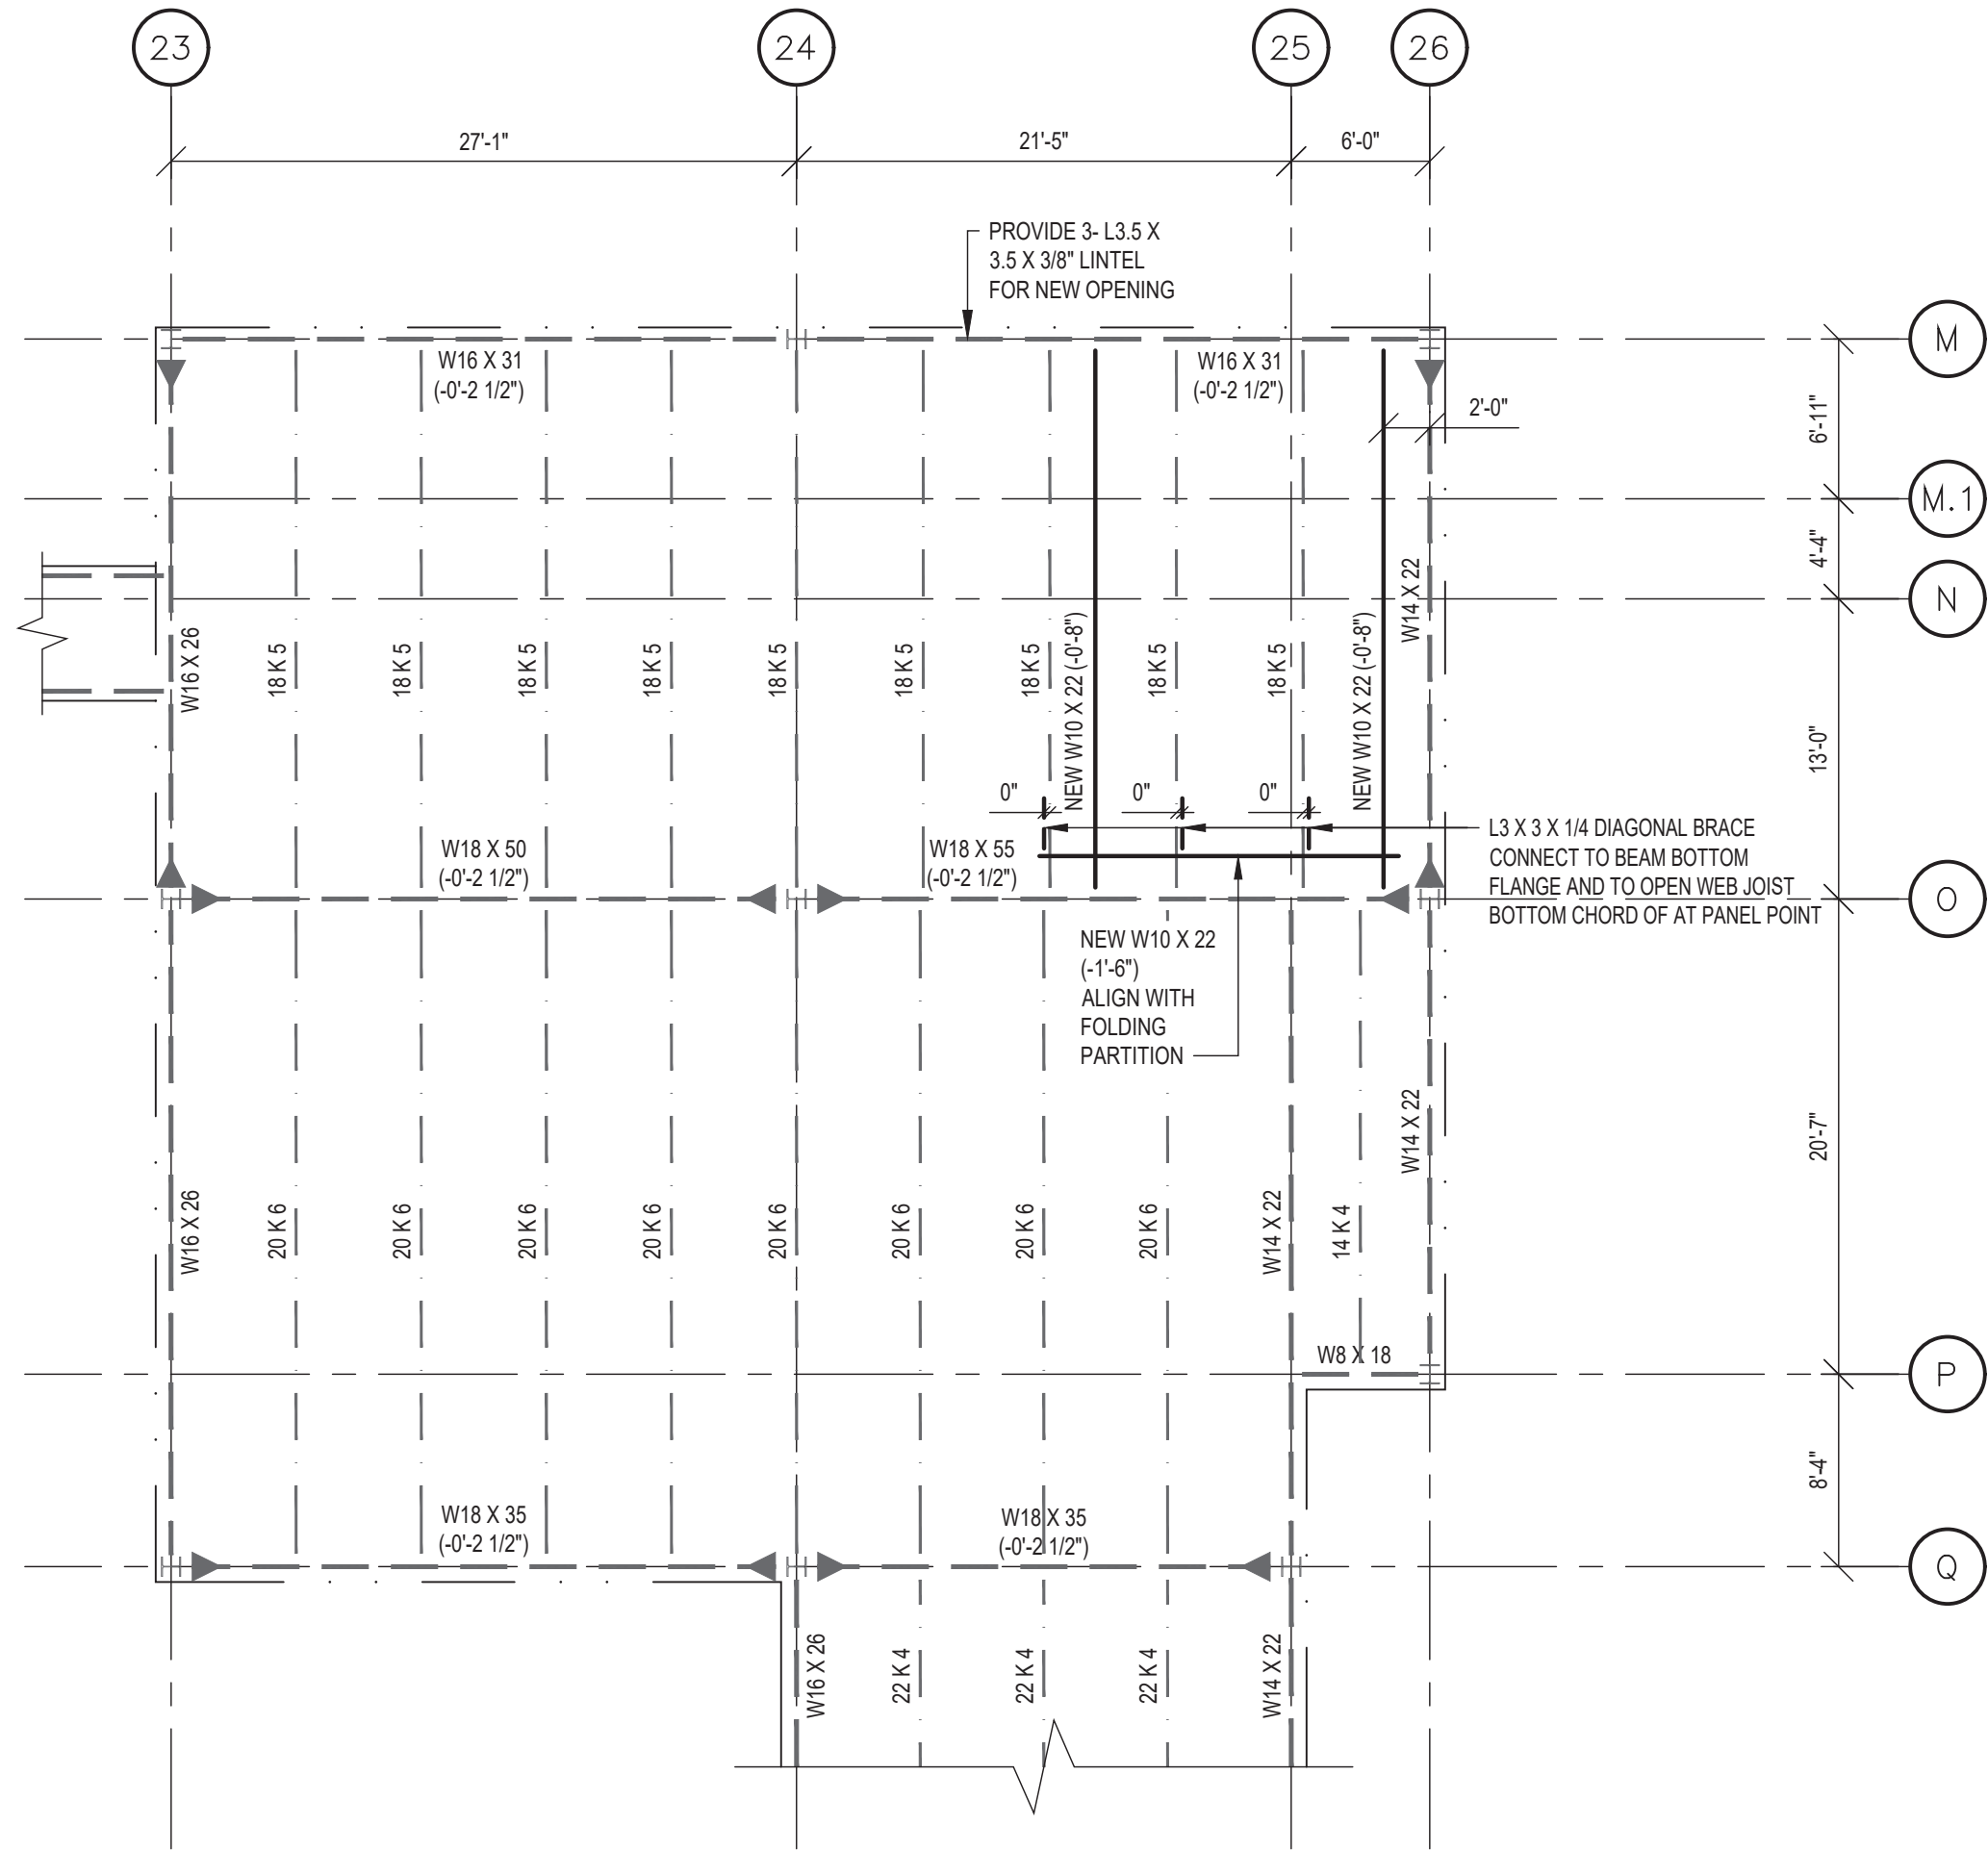 23
24
25
26
27'-1"
21'-5"
6'-0"
PROVIDE 3- L3.5 X
3.5 X 3/8" LINTEL
FOR NEW OPENING
M
W16 X 31
(-0'-2 1/2")
W16 X 31
(-0'-2 1/2")
2'-0"
6'-11"
M.1
4'-4"
N
W16 X 26
18 K 5
18 K 5
18 K 5
18 K 5
18 K 5
18 K 5
18 K 5
NEW W10 X 22 (-0'-8")
18 K 5
18 K 5
NEW W10 X 22 (-0'-8")
W14 X 22
13'-0"
0"
0"
0"
L3 X 3 X 1/4 DIAGONAL BRACE
CONNECT TO BEAM BOTTOM
FLANGE AND TO OPEN WEB JOIST
BOTTOM CHORD OF AT PANEL POINT
W18 X 50
(-0'-2 1/2")
W18 X 55
(-0'-2 1/2")
O
NEW W10 X 22
(-1'-6")
ALIGN WITH
FOLDING
PARTITION
W14 X 22
20'-7"
W16 X 26
20 K 6
20 K 6
20 K 6
20 K 6
20 K 6
20 K 6
20 K 6
20 K 6
W14 X 22
14 K 4
W8 X 18
P
8'-4"
W18 X 35
(-0'-2 1/2")
W18 X 35
(-0'-2 1/2")
Q
W16 X 26
22 K 4
22 K 4
22 K 4
W14 X 22